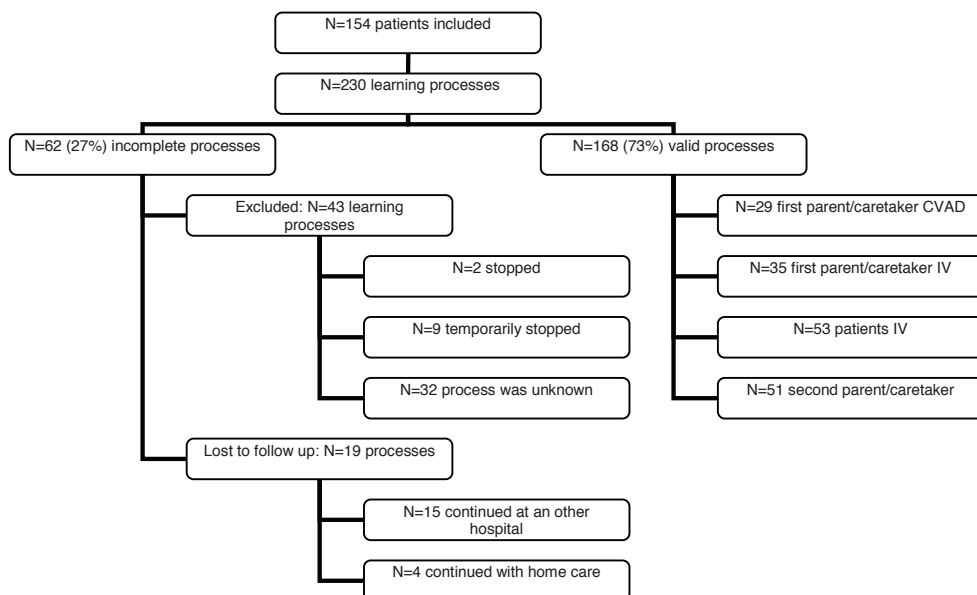 N=154 patients included
N=230 learning processes
N=62 (27%) incomplete processes
N=168 (73%) valid processes
Excluded: N=43 learning
processes
N=29 first parent/caretaker CVAD
N=2 stopped
N=35 first parent/caretaker IV
N=9 temporarily stopped
N=53 patients IV
N=32 process was unknown
N=51 second parent/caretaker
Lost to follow up: N=19 processes
N=15 continued at an other
hospital
N=4 continued with home care